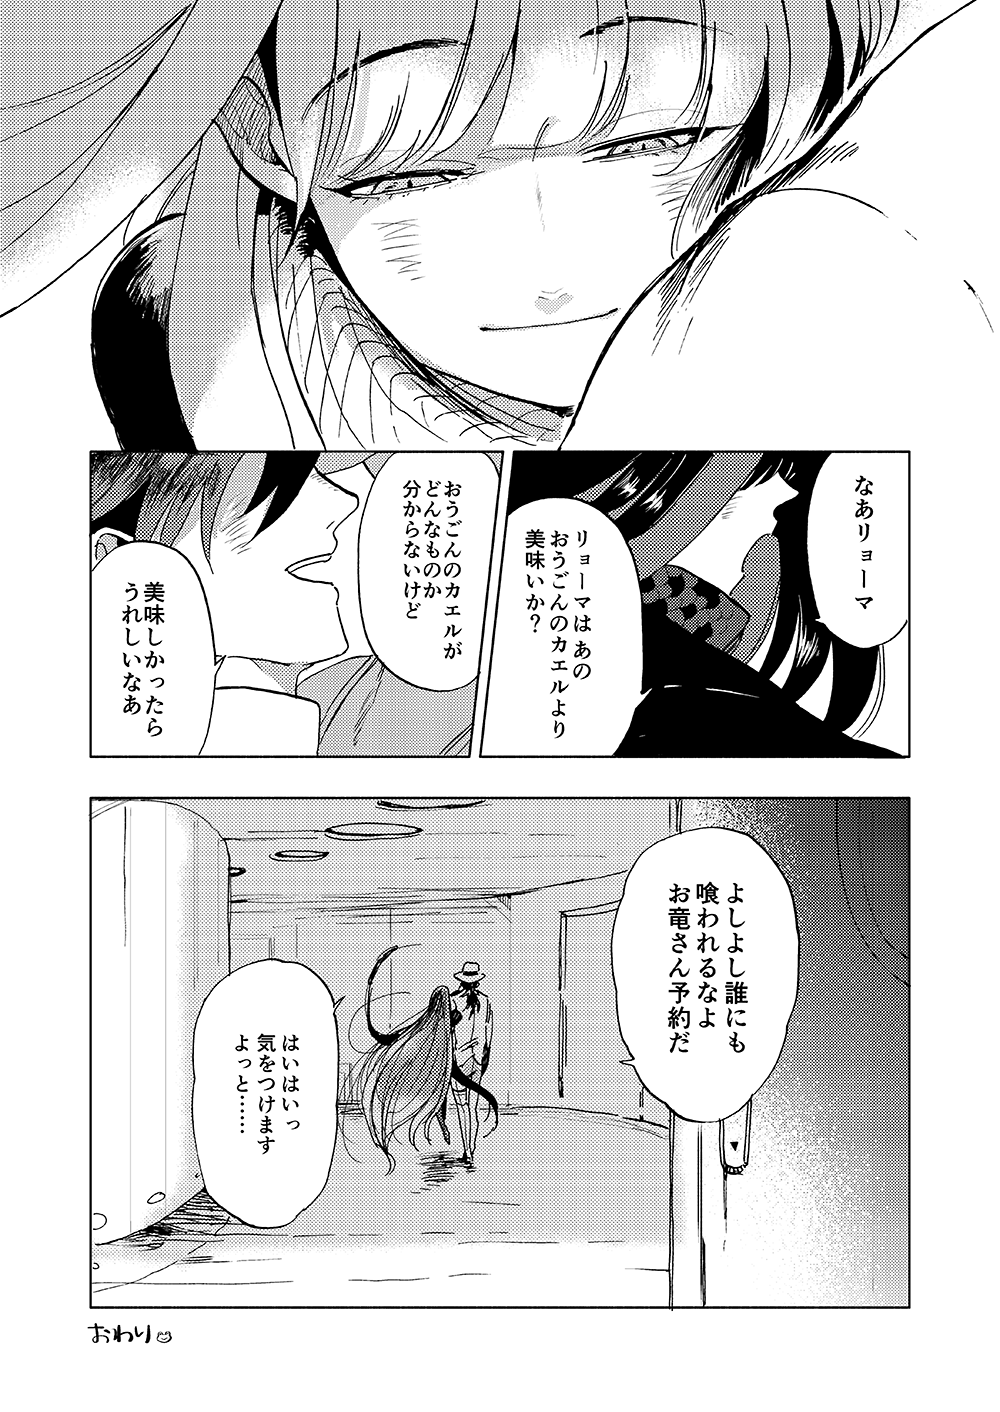 なあリョーマ
リョーマはあの
おうごんのカエルより
美味いか？
おうごんのカエルが
どんなものか
分からないけど
美味しかったら
うれしいなあ
よしよし誰にも
喰われるなよ
お竜さん予約だ
はいはいっ
気をつけます
よっと……
おわり